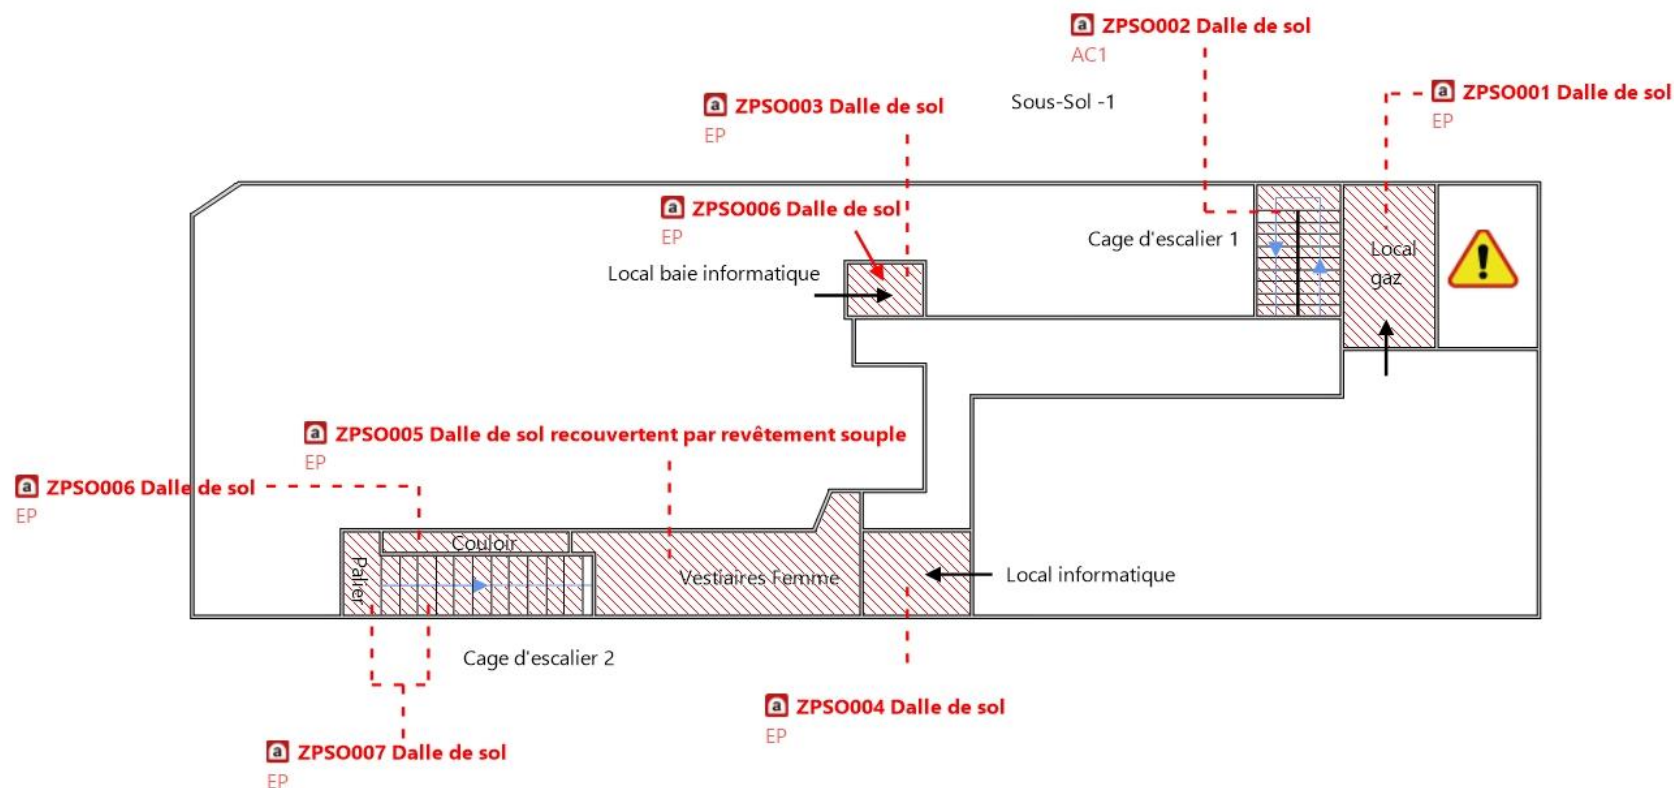 a ZPSO002 Dalle de sol
AC1
Sous-Sol -1
a ZPSO001 Dalle de sol
EP
a ZPSO003 Dalle de sol
EP
a ZPSO006 Dalle de sol
EP
Cage d'escalier 1
Local
gaz
!
Local baie informatique
a ZPSO005 Dalle de sol recouvertent par revêtement souple
EP
a ZPSO006 Dalle de sol
EP
Couloir
Palier
Vestiaires Femme
Local informatique
Cage d'escalier 2
a ZPSO004 Dalle de sol
EP
a ZPSO007 Dalle de sol
EP